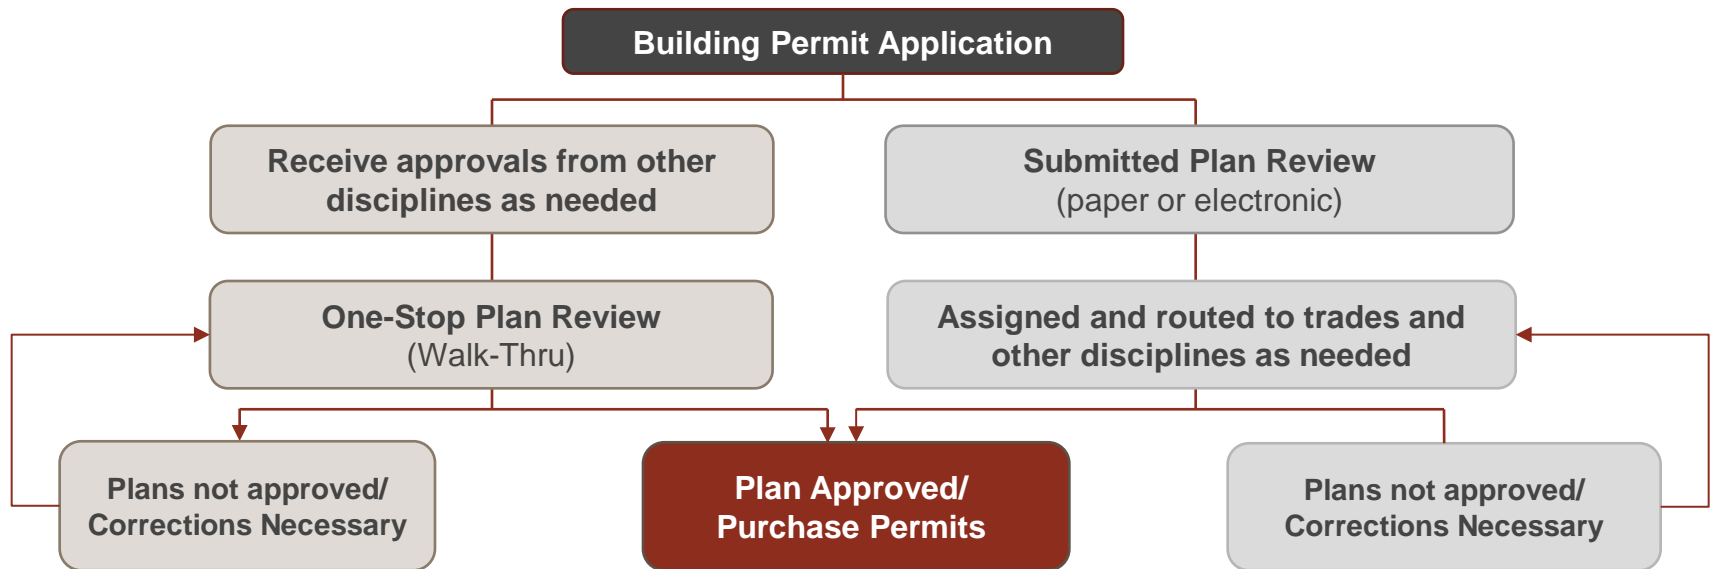 Building Permit Application
Receive approvals from other
disciplines as needed
Submitted Plan Review
(paper or electronic)
One-Stop Plan Review
(Walk-Thru)
Assigned and routed to trades and
other disciplines as needed
Plans not approved/
Corrections Necessary
Plan Approved/
Purchase Permits
Plans not approved/
Corrections Necessary